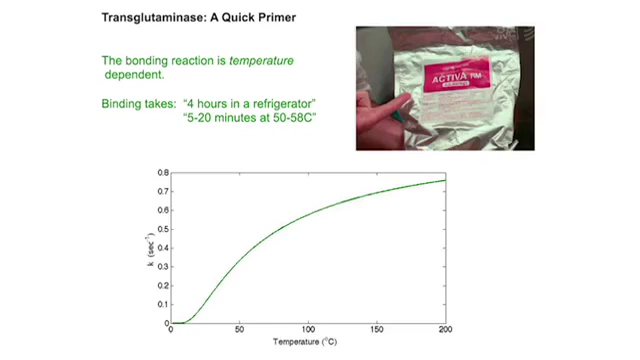 Transglutaminase: A Quick Primer
The bonding reaction is temperature
dependent.
Binding takes: “4 hours in a refrigerator”
“5-20 minutes at 50-58C”
ACTIVA RM
0.8
0.7
0.6
0.5
0.4
0.3
0.2
0.1
0
k (sec⁻¹)
0 50 100 150 200
Temperature (°C)